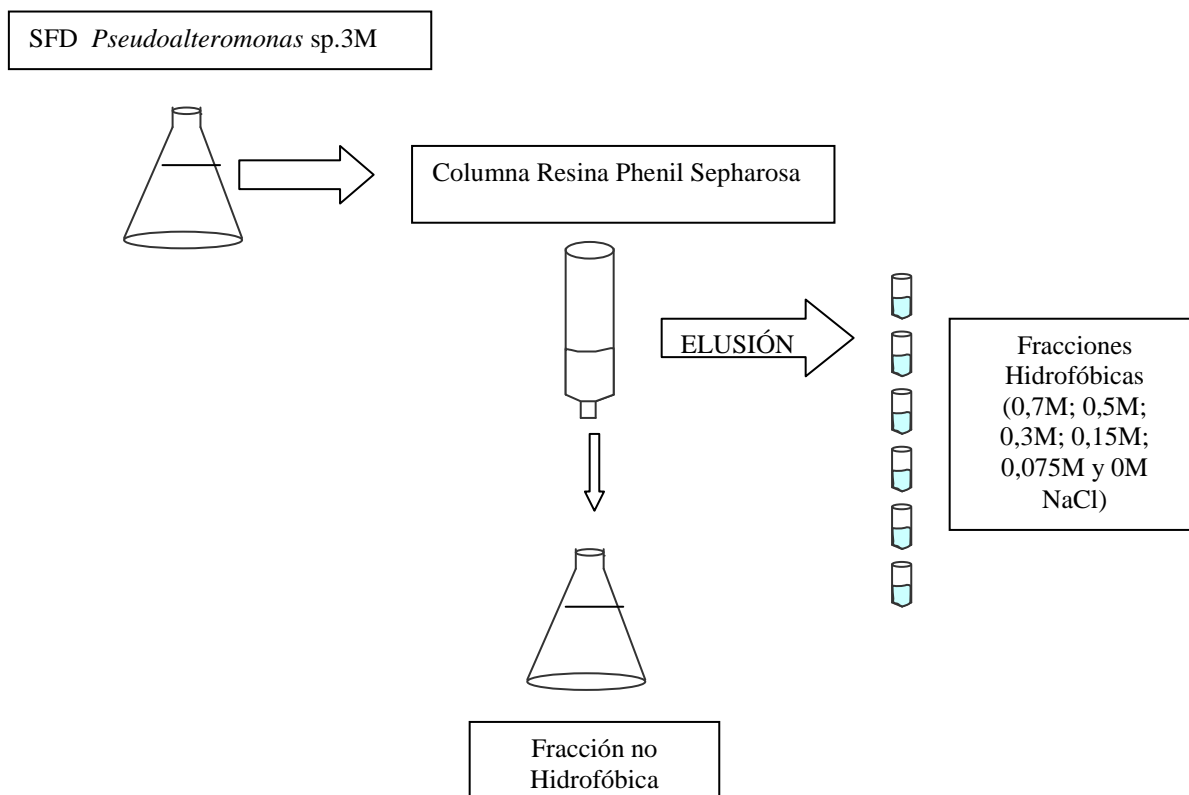 SFD Pseudoalteromonas sp.3M
Columna Resina Phenil Sepharosa
ELUSIÓN
Fracciones
Hidrofóbicas
(0,7M; 0,5M;
0,3M; 0,15M;
0,075M y 0M
NaCl)
Fracción no
Hidrofóbica